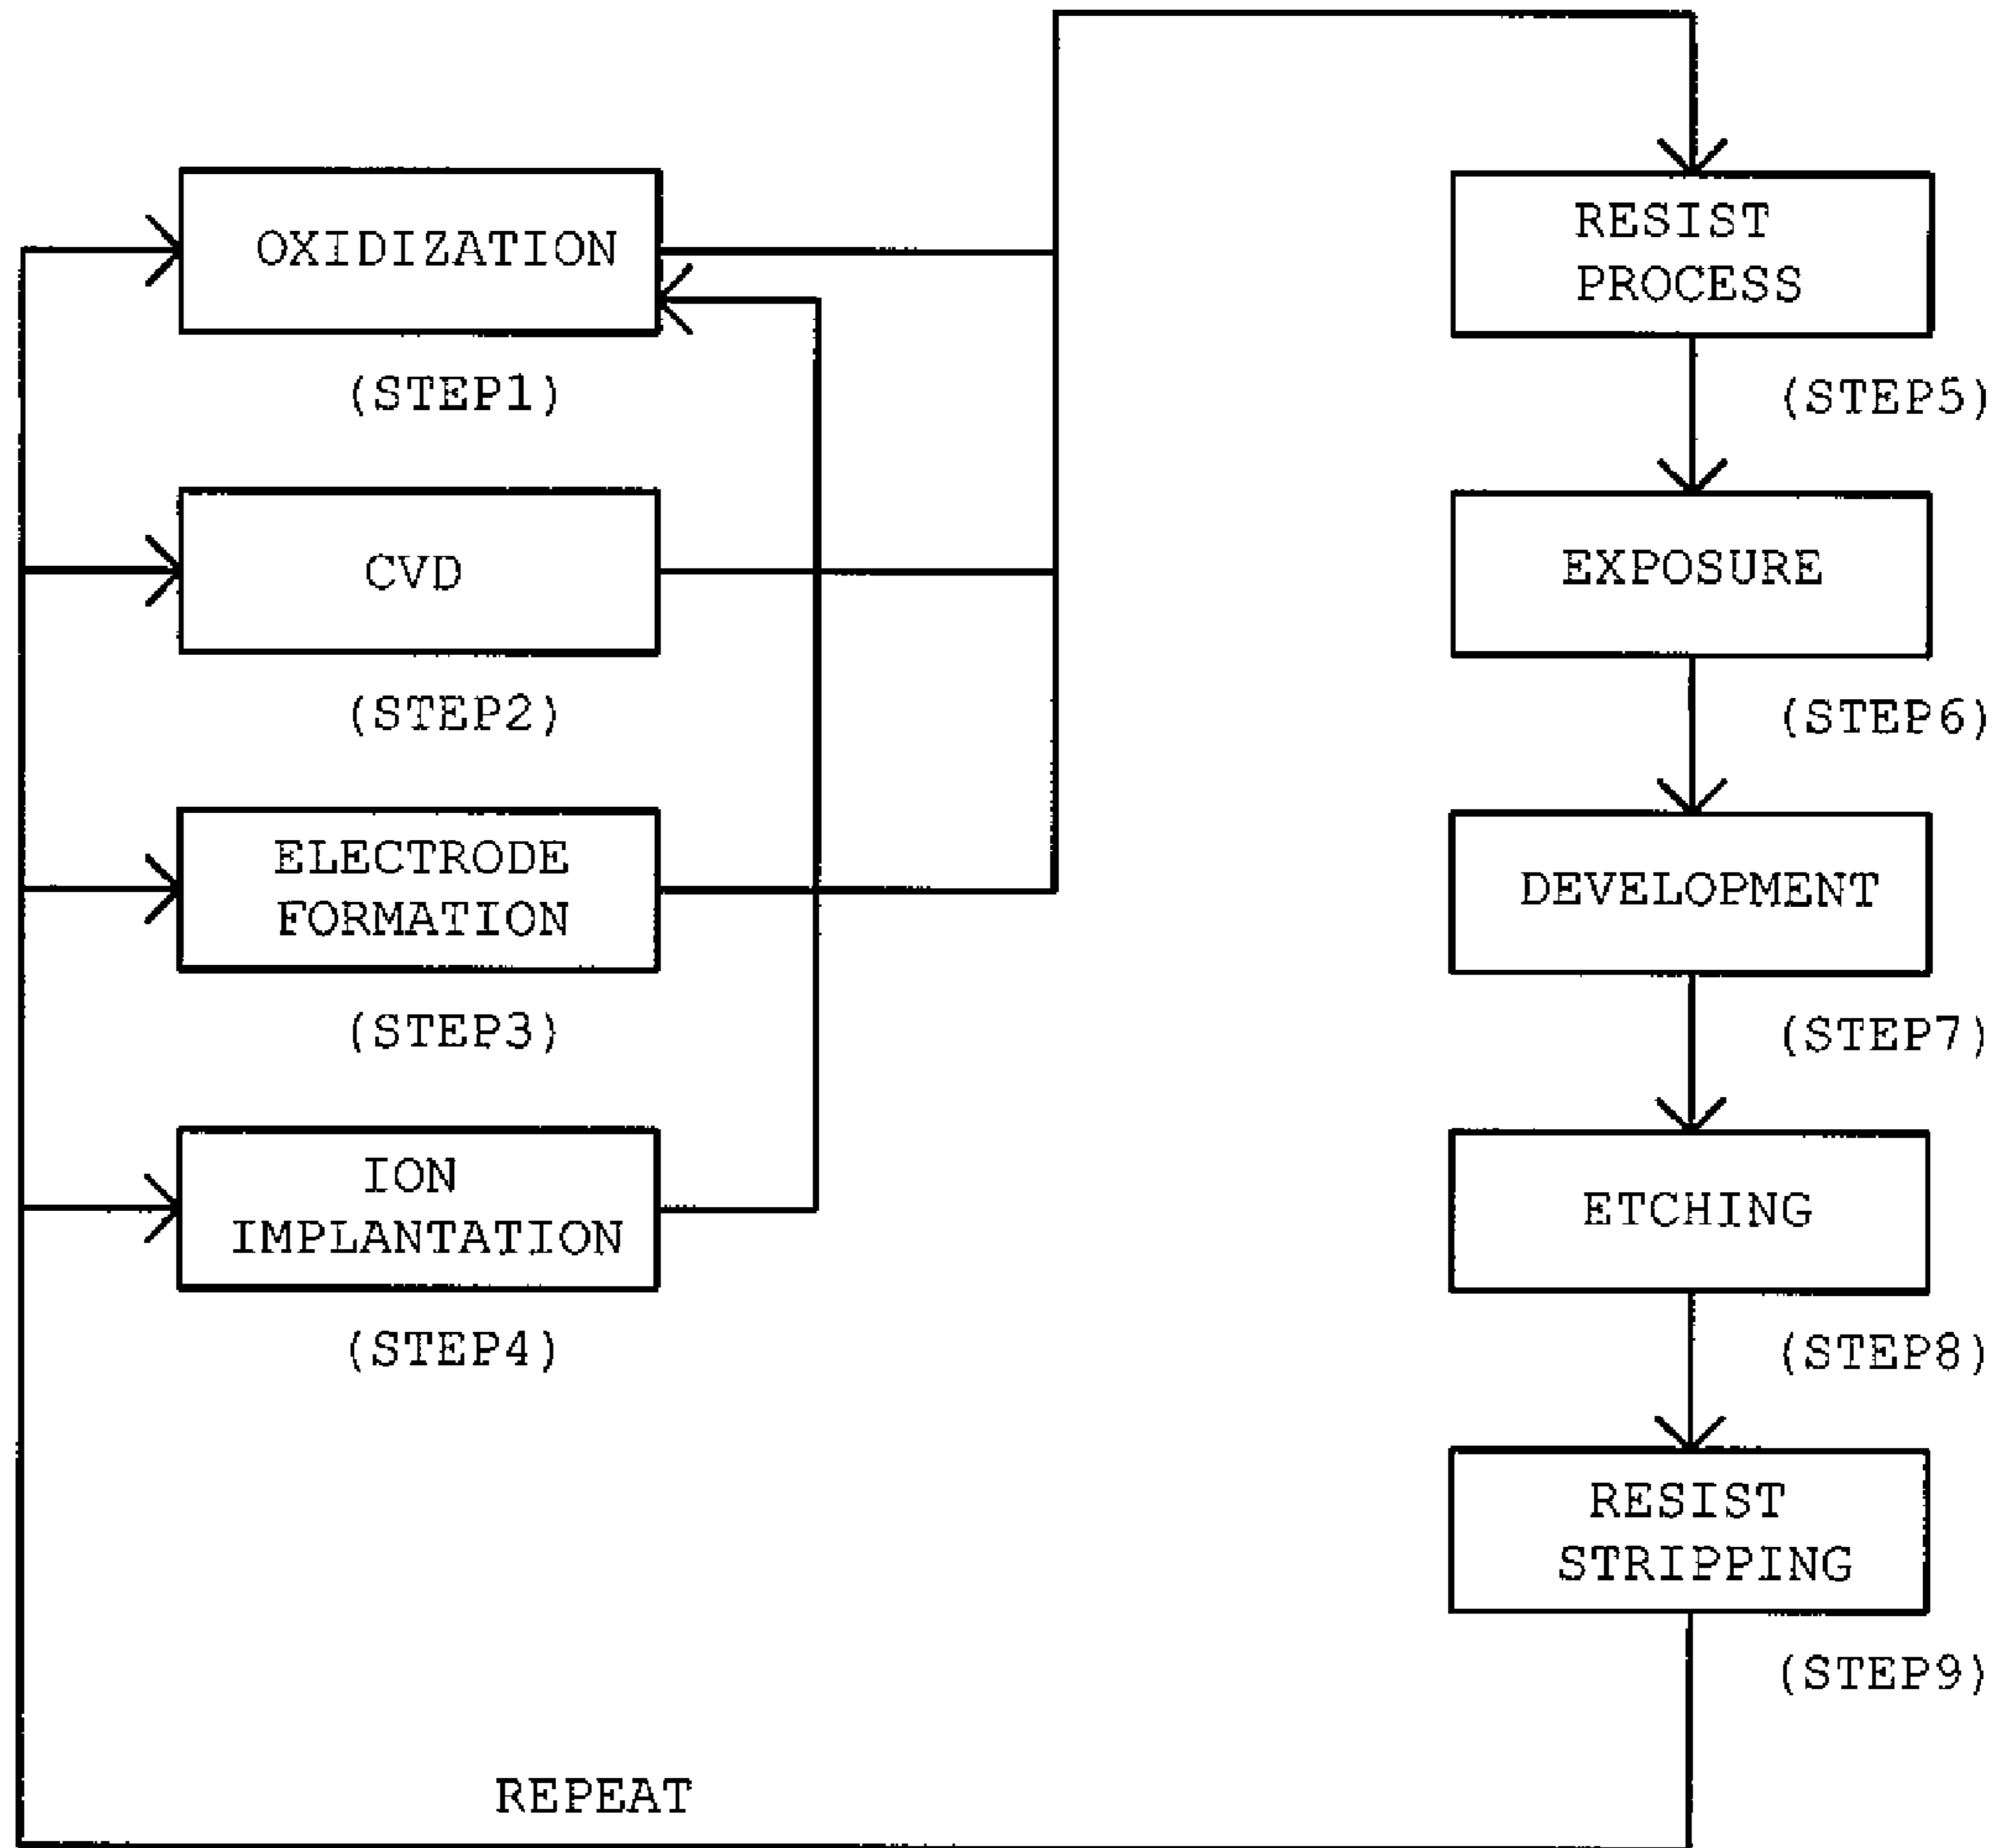 OXIDIZATION
(STEP1)
CVD
(STEP2)
ELECTRODE
FORMATION
(STEP3)
ION
IMPLANTATION
(STEP4)
RESIST
PROCESS
(STEP5)
EXPOSURE
(STEP6)
DEVELOPMENT
(STEP7)
ETCHING
(STEP8)
RESIST
STRIPPING
(STEP9)
REPEAT